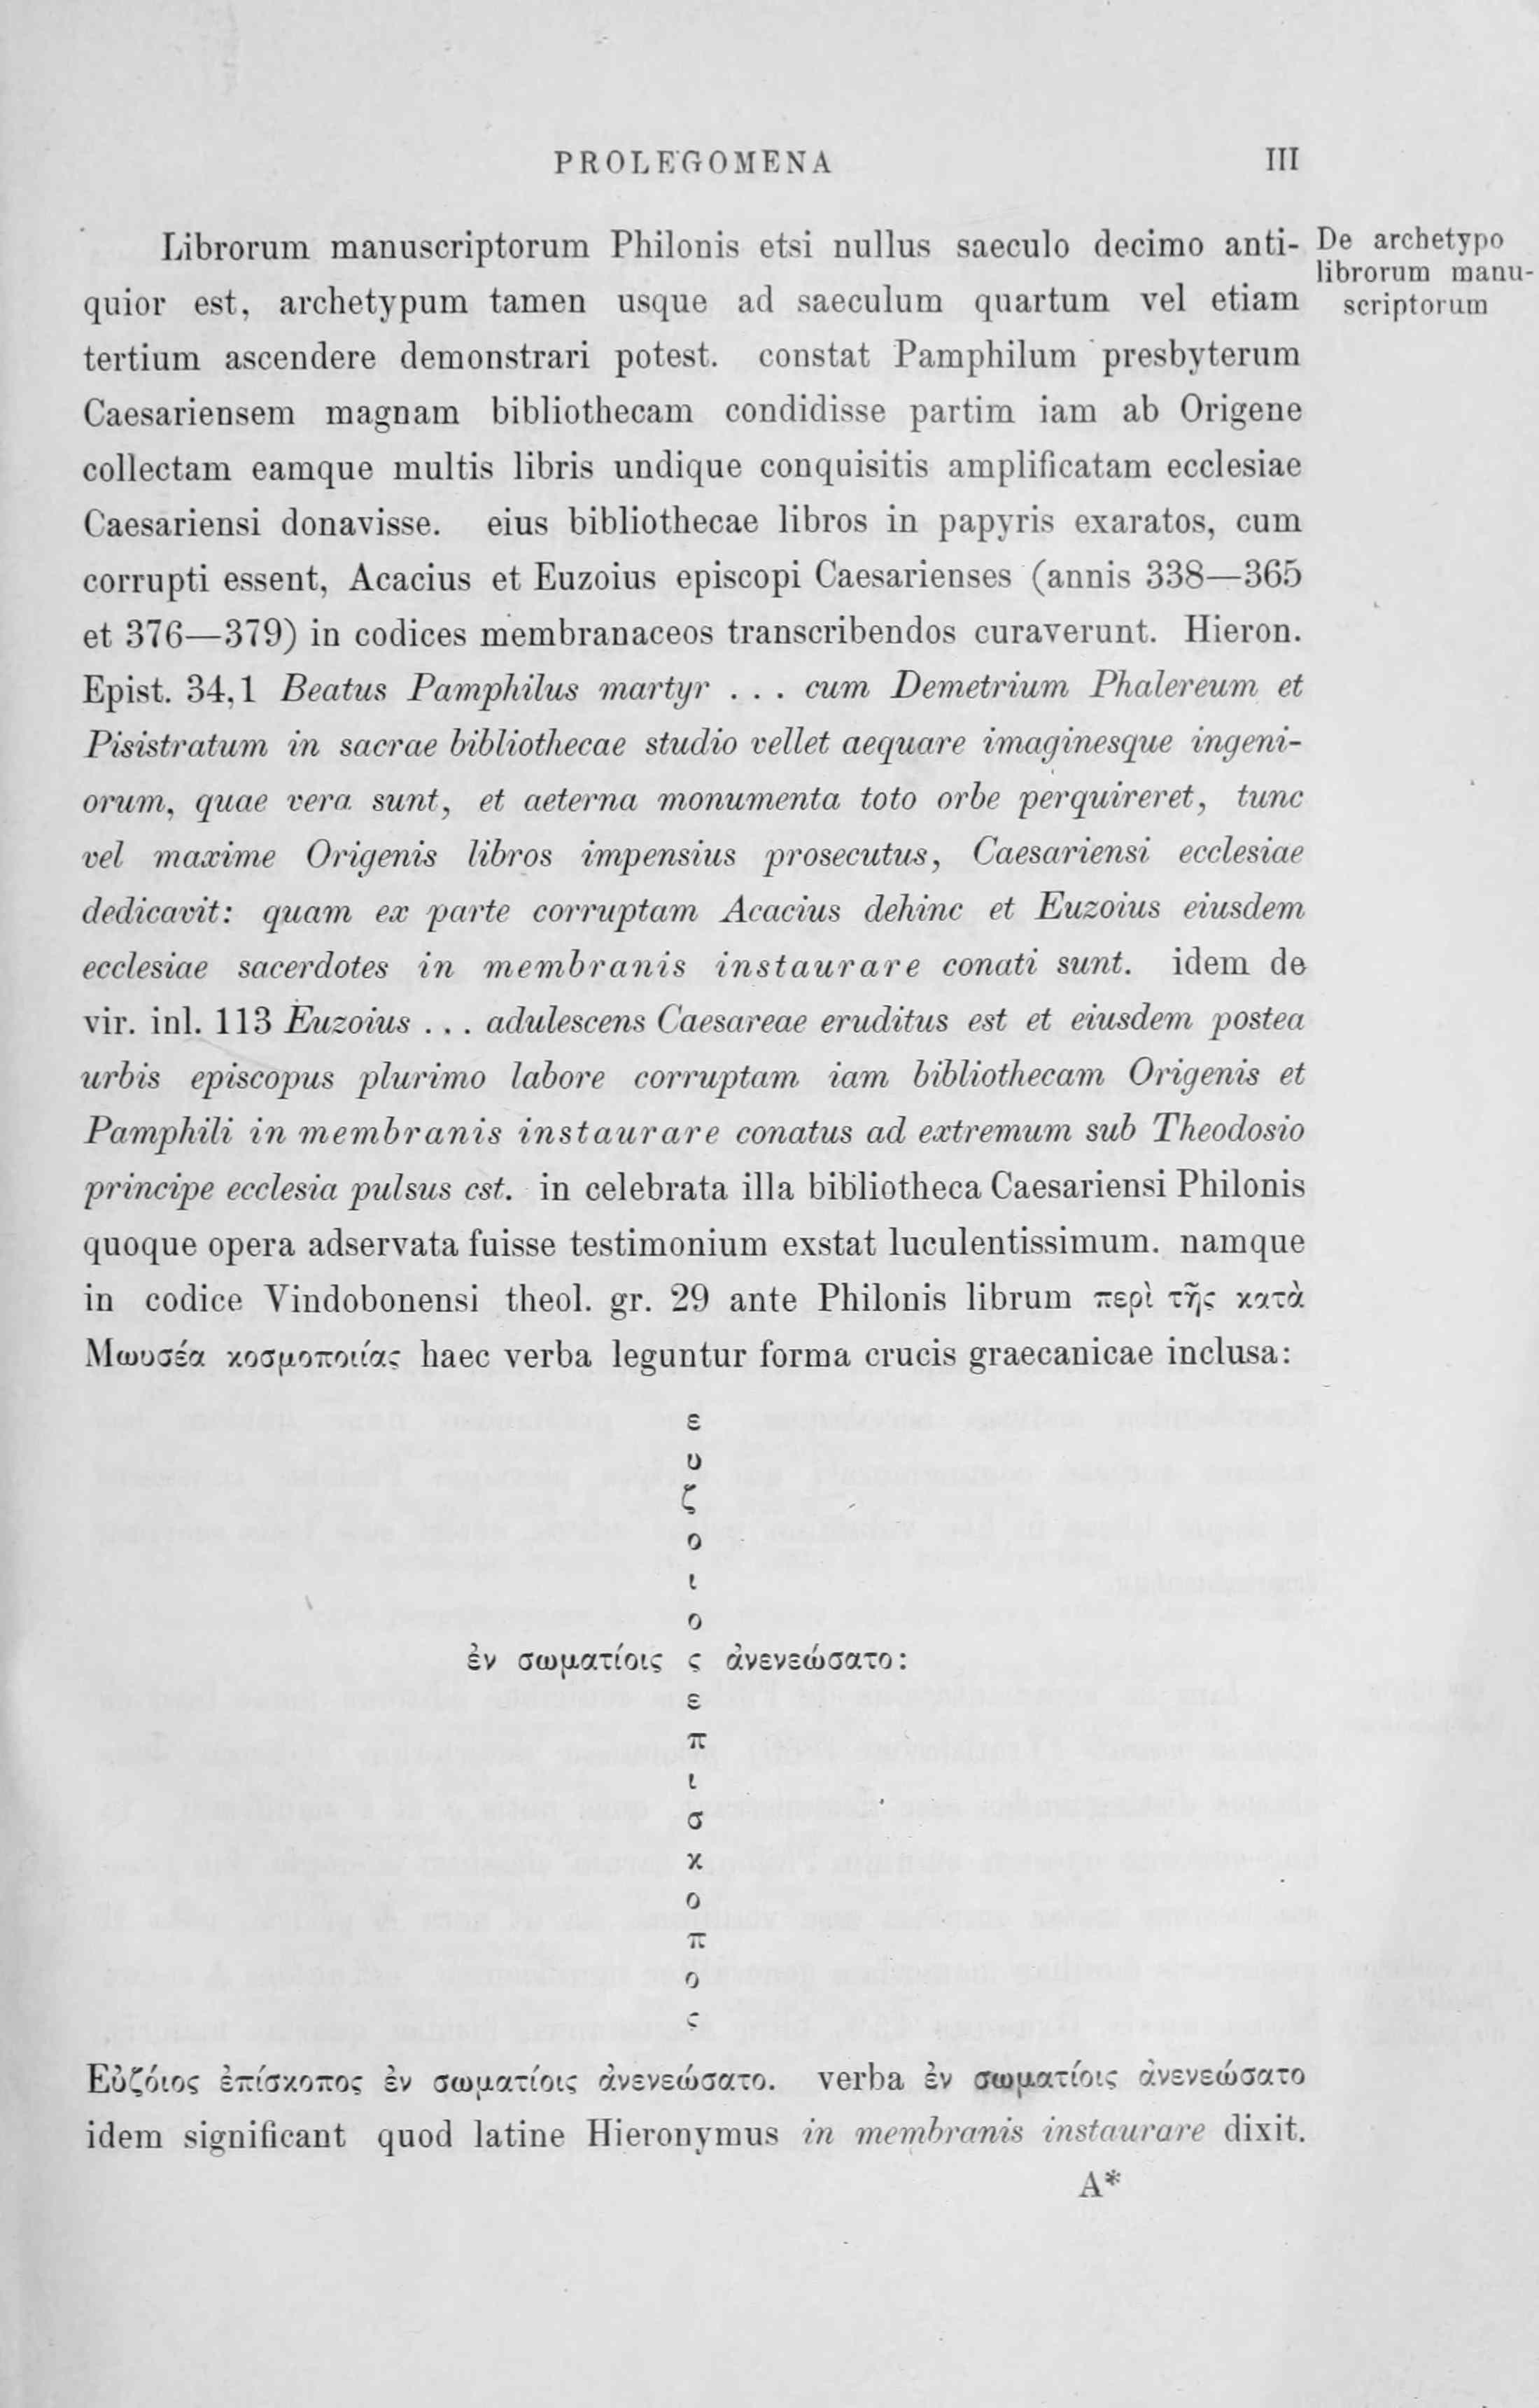 PROLEGOMENA III
Librorum manuscriptorum Philonis etsi nullus saeculo decimo anti-
quior est, archetypum tamen usque ad saeculum quartum vel etiam
tertium ascendere demonstrari potest. constat Pamphilum presbyterum
Caesariensem magnam bibliothecam condidisse partim iam ab Origene
collectam eamque multis libris undique conquisitis amplificatam ecclesiae
Caesariensi donavisse. eius bibliothecae libros in papyris exaratos, cum
corrupti essent, Acacius et Euzoius episcopi Caesarienses (annis 338—365
et 376—379) in codices membranaceos transcribendos curaverunt. Hieron.
Epist. 34,1 Beatus Pamphilus martyr . . . cum Demetrium Phalereum et
Pisistratum in sacrae bibliothecae studio vellet aequare imaginesque ingeni-
orum, quae vera sunt, et aeterna monumenta toto orbe perquireret, tunc
vel maxime Origenis libros impensius prosecutus, Caesariensi ecclesiae
dedicavit: quam ex parte corruptam Acacius dehinc et Euzoius eiusdem
ecclesiae sacerdotes in membranis instaurare conati sunt. idem de
vir. inl. 113 Euzoius . . . adulescens Caesareae eruditus est et eiusdem postea
urbis episcopus plurimo labore corruptam iam bibliothecam Origenis et
Pamphili in membranis instaurare conatus ad extremum sub Theodosio
principe ecclesia pulsus est. in celebrata illa bibliotheca Caesariensi Philonis
quoque opera adservata fuisse testimonium exstat luculentissimum. namque
in codice Vindobonensi theol. gr. 29 ante Philonis librum περὶ τῆς κατὰ
Μωυσέα κοσμοποιίας haec verba leguntur forma crucis graecanicae inclusa:
De archetypo
librorum manu-
scriptorum
ε
υ
ζ
ο
ι
ο
ἐν σωματίοις ς ἀνενεώσατο:
ε
π
ι
σ
κ
ο
π
ο
ς
Εὐζόιος ἐπίσκοπος ἐν σωματίοις ἀνενεώσατο. verba ἐν σωματίοις ἀνενεώσατο
idem significant quod latine Hieronymus in membranis instaurare dixit.
A*